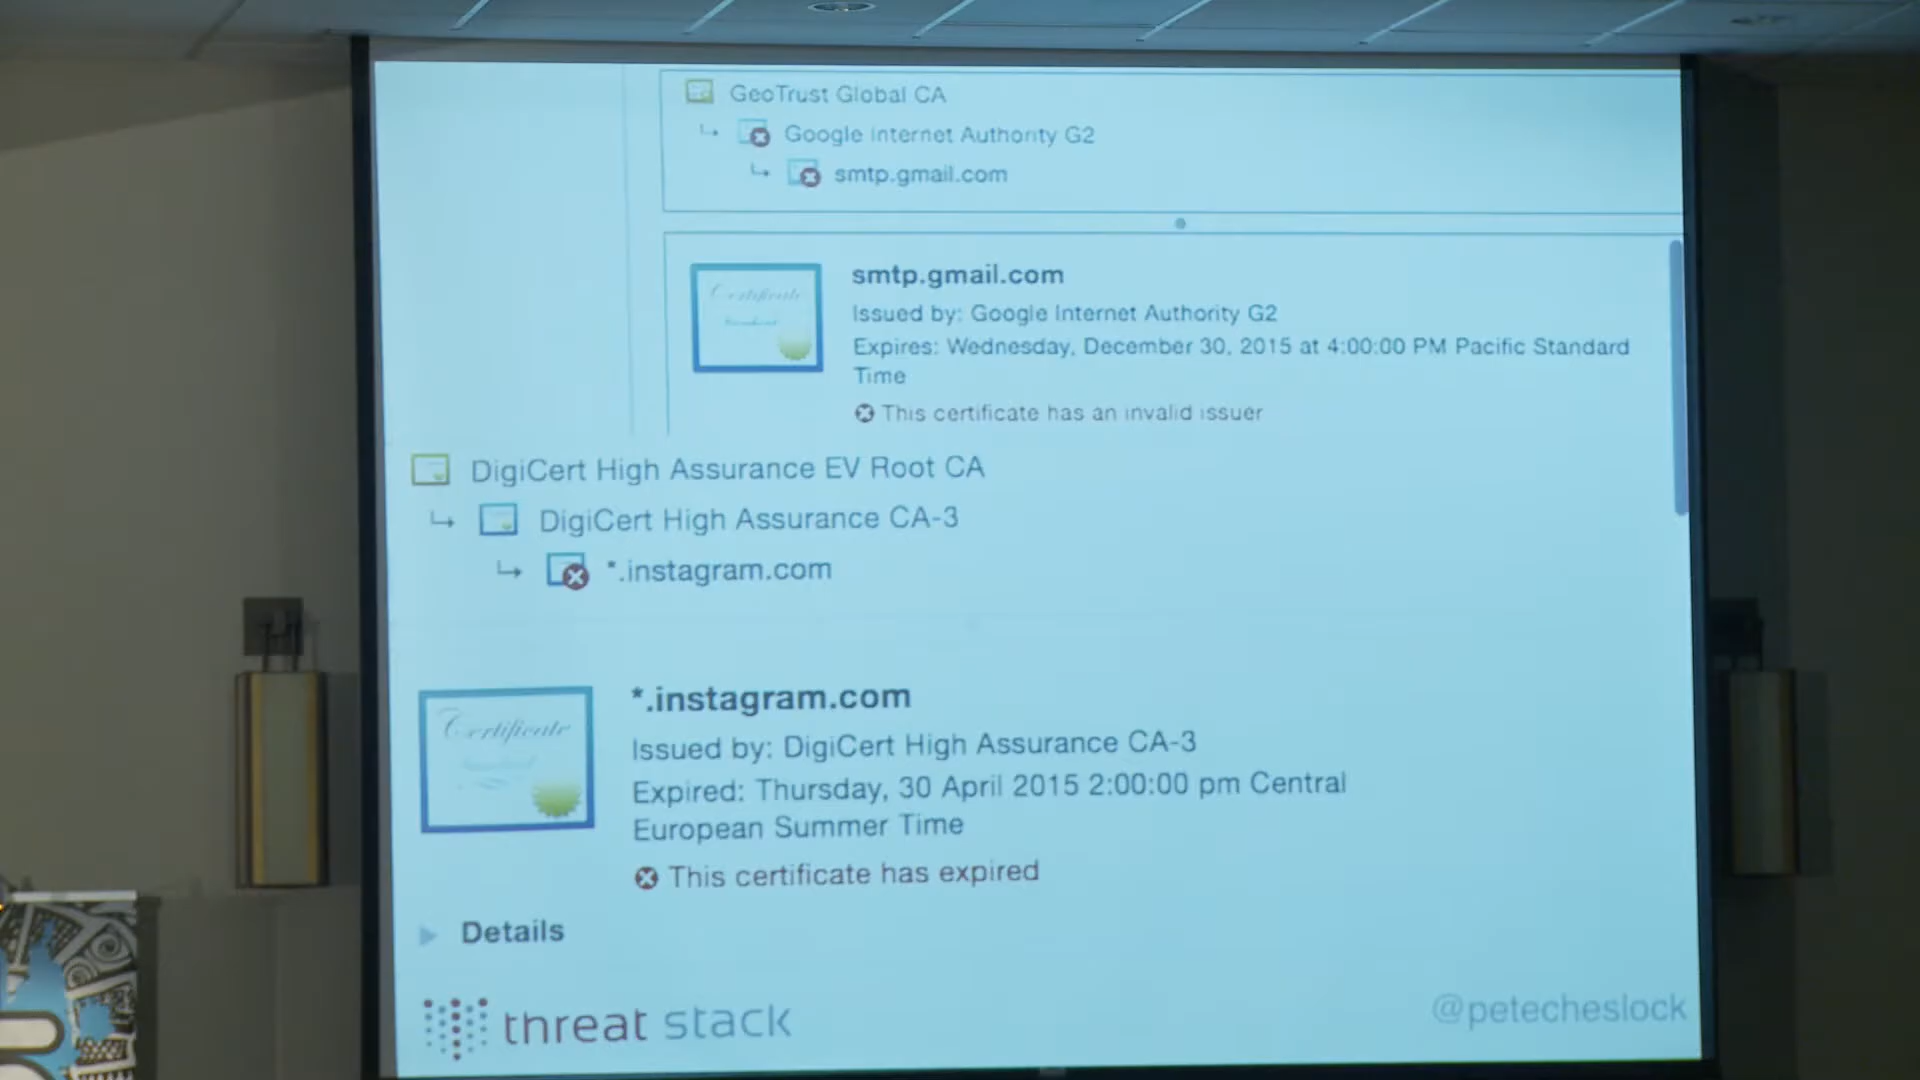 GeoTrust Global CA
Google Internet Authority G2
smtp.gmail.com
Certificate
smtp.gmail.com
Issued by: Google Internet Authority G2
Expires: Wednesday, December 30, 2015 at 4:00:00 PM Pacific Standard
Time
This certificate has an invalid issuer
DigiCert High Assurance EV Root CA
DigiCert High Assurance CA-3
*.instagram.com
Certificate
*.instagram.com
Issued by: DigiCert High Assurance CA-3
Expired: Thursday, 30 April 2015 2:00:00 pm Central
European Summer Time
This certificate has expired
Details
threat stack
@petecheslock